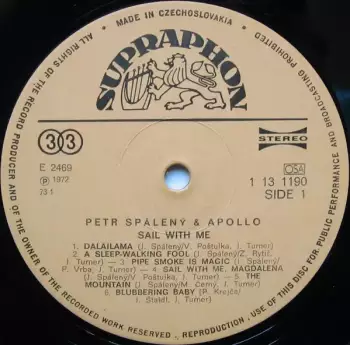 MADE IN CZECHOSLOVAKIA
ALL RIGHTS OF THE RECORD PRODUCER AND OF THE OWNER OF THE RECORDED WORK RESERVED . REPRODUCTION . USE OF THIS RECORD FOR PUBLIC PERFORMANCE AND BROADCASTING PROHIBITED
SUPRAPHON
33
STEREO
E 2469
OSA
Ⓟ 1972
1 13 1190
73 1
SIDE 1
PETR SPÁLENÝ & APOLLO
SAIL WITH ME
1. DALAILAMA (J. Spálený/V. Poštulka, J. Turner)
2. A SLEEP-WALKING FOOL (J. Spálený/Z. Rytíř,
J. Turner) — 3. PIPE SMOKE IS MAGIC (J. Spálený/
P. Vrba, J. Turner) — 4. SAIL WITH ME, MAGDALENA
(J. Spálený/V. Poštulka, J. Turner) — 5. THE
MOUNTAIN (J. Spálený/M. Černý, J. Turner)
6. BLUBBERING BABY (P. Krejča/
J. Staidl, J. Turner)